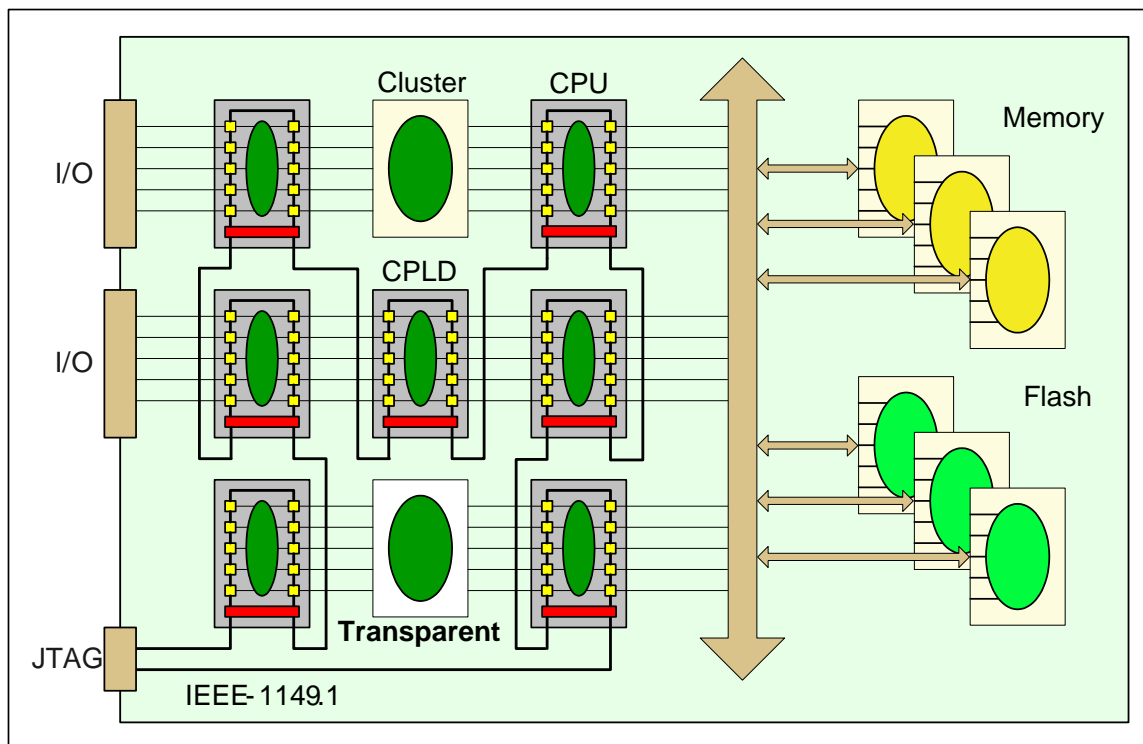 Cluster
CPU
Memory
I/O
CPLD
I/O
Flash
Transparent
JTAG
IEEE-1149.1